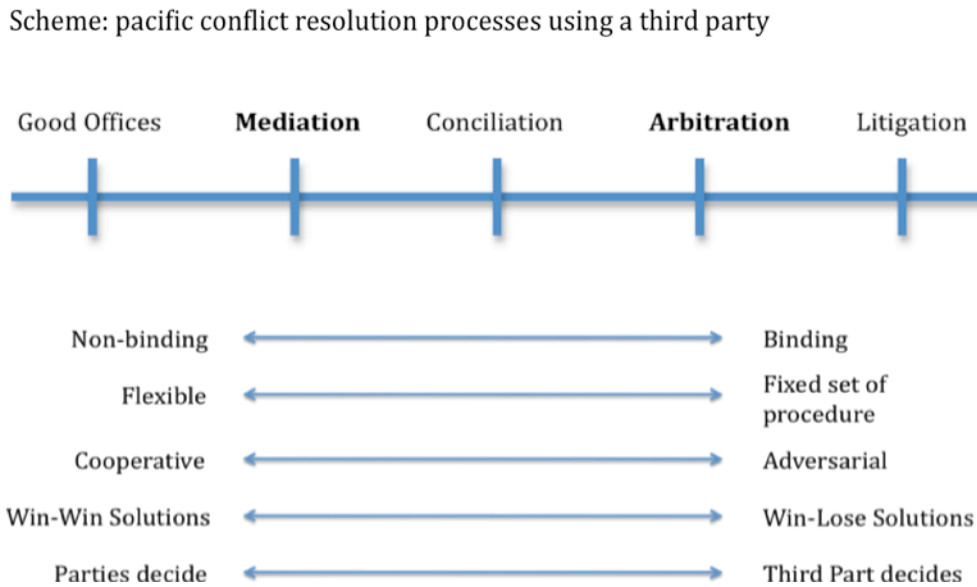 Scheme: pacific conflict resolution processes using a third party
Good Offices Mediation Conciliation Arbitration Litigation
Non-binding Binding
Flexible Fixed set of
procedure
Cooperative Adversarial
Win-Win Solutions Win-Lose Solutions
Parties decide Third Part decides